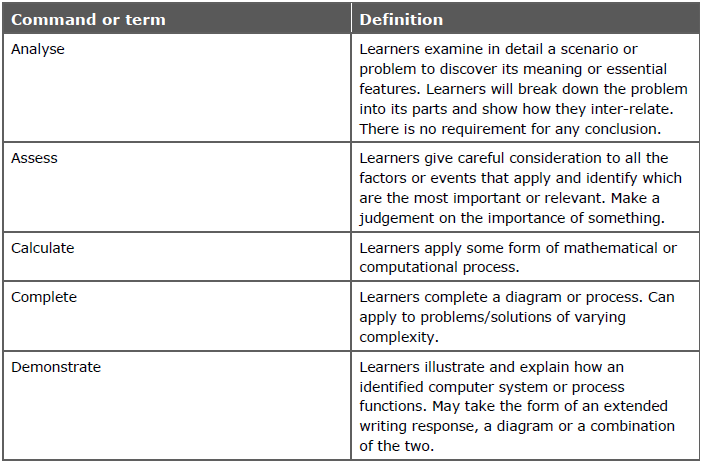 Command or term Definition
Analyse Learners examine in detail a scenario or
problem to discover its meaning or essential
features. Learners will break down the problem
into its parts and show how they inter-relate.
There is no requirement for any conclusion.
Assess Learners give careful consideration to all the
factors or events that apply and identify which
are the most important or relevant. Make a
judgement on the importance of something.
Calculate Learners apply some form of mathematical or
computational process.
Complete Learners complete a diagram or process. Can
apply to problems/solutions of varying
complexity.
Demonstrate Learners illustrate and explain how an
identified computer system or process
functions. May take the form of an extended
writing response, a diagram or a combination
of the two.